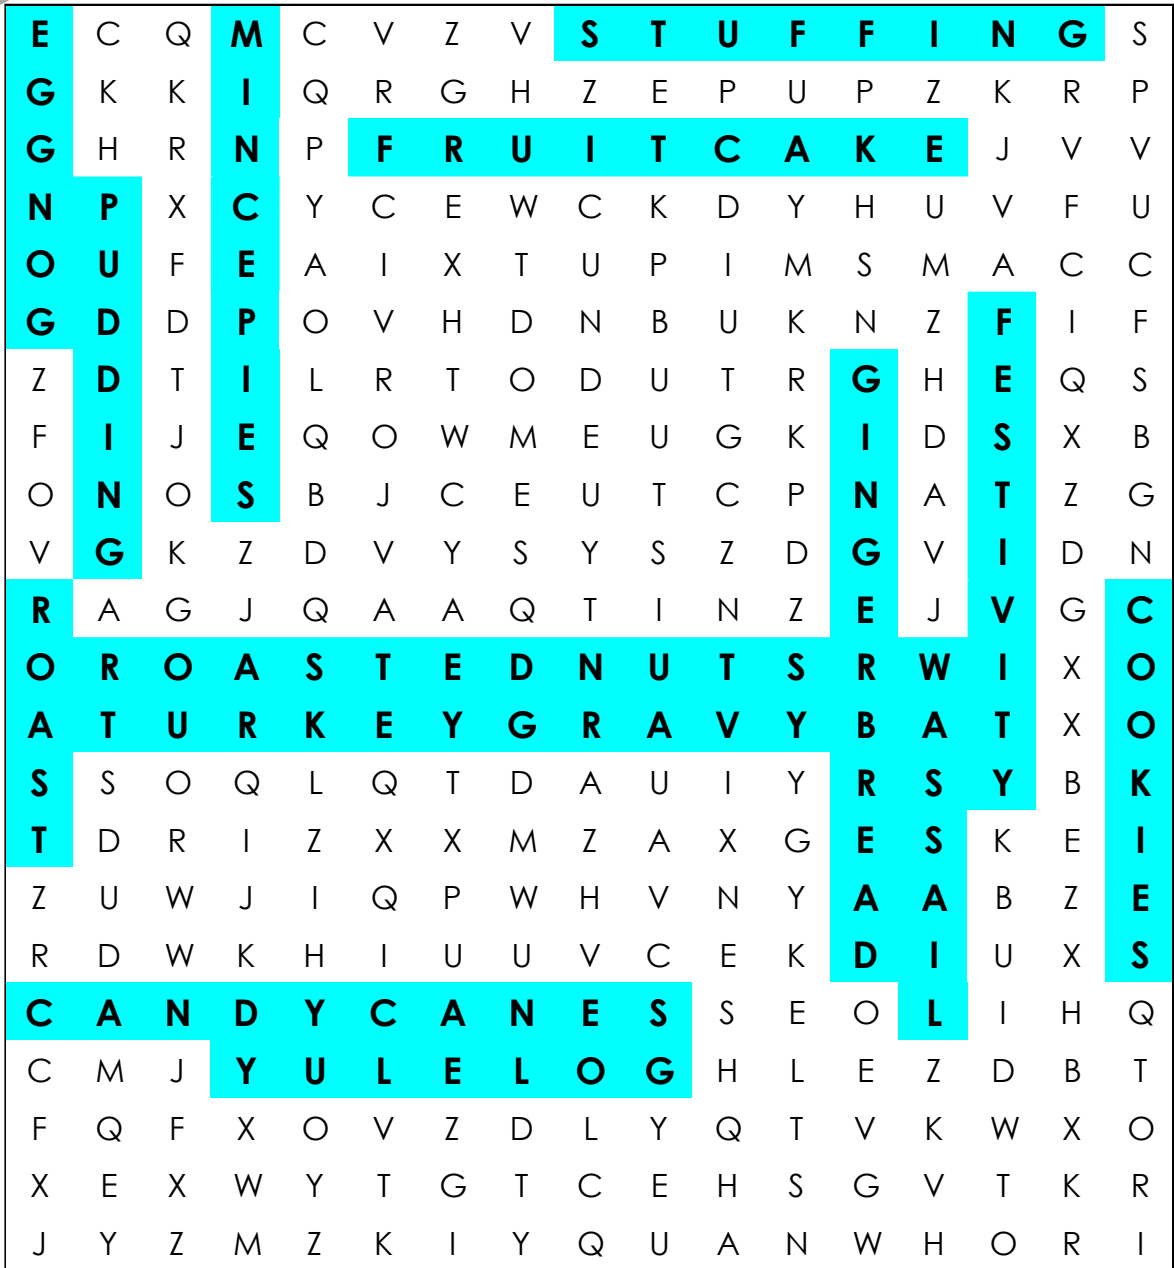 E C Q M C V Z V S T U F F I N G S
G K K I Q R G H Z E P U P Z K R P
G H R N P F R U I T C A K E J V V
N P X C Y C E W C K D Y H U V F U
O U F E A I X T U P I M S M A C C
G D D P O V H D N B U K N Z F I F
Z D T I L R T O D U T R G H E Q S
F I J E Q O W M E U G K I D S X B
O N O S B J C E U T C P N A T Z G
V G K Z D V Y S Y S Z D G V I D N
R A G J Q A A Q T I N Z E J V G C
O R O A S T E D N U T S R W I X O
A T U R K E Y G R A V Y B A T X O
S S O Q L Q T D A U I Y R S Y B K
T D R I Z X X M Z A X G E S K E I
Z U W J I Q P W H V N Y A A B Z E
R D W K H I U U V C E K D I U X S
C A N D Y C A N E S S E O L I H Q
C M J Y U L E L O G H L E Z D B T
F Q F X O V Z D L Y Q T V K W X O
X E X W Y T G T C E H S G V T K R
J Y Z M Z K I Y Q U A N W H O R I